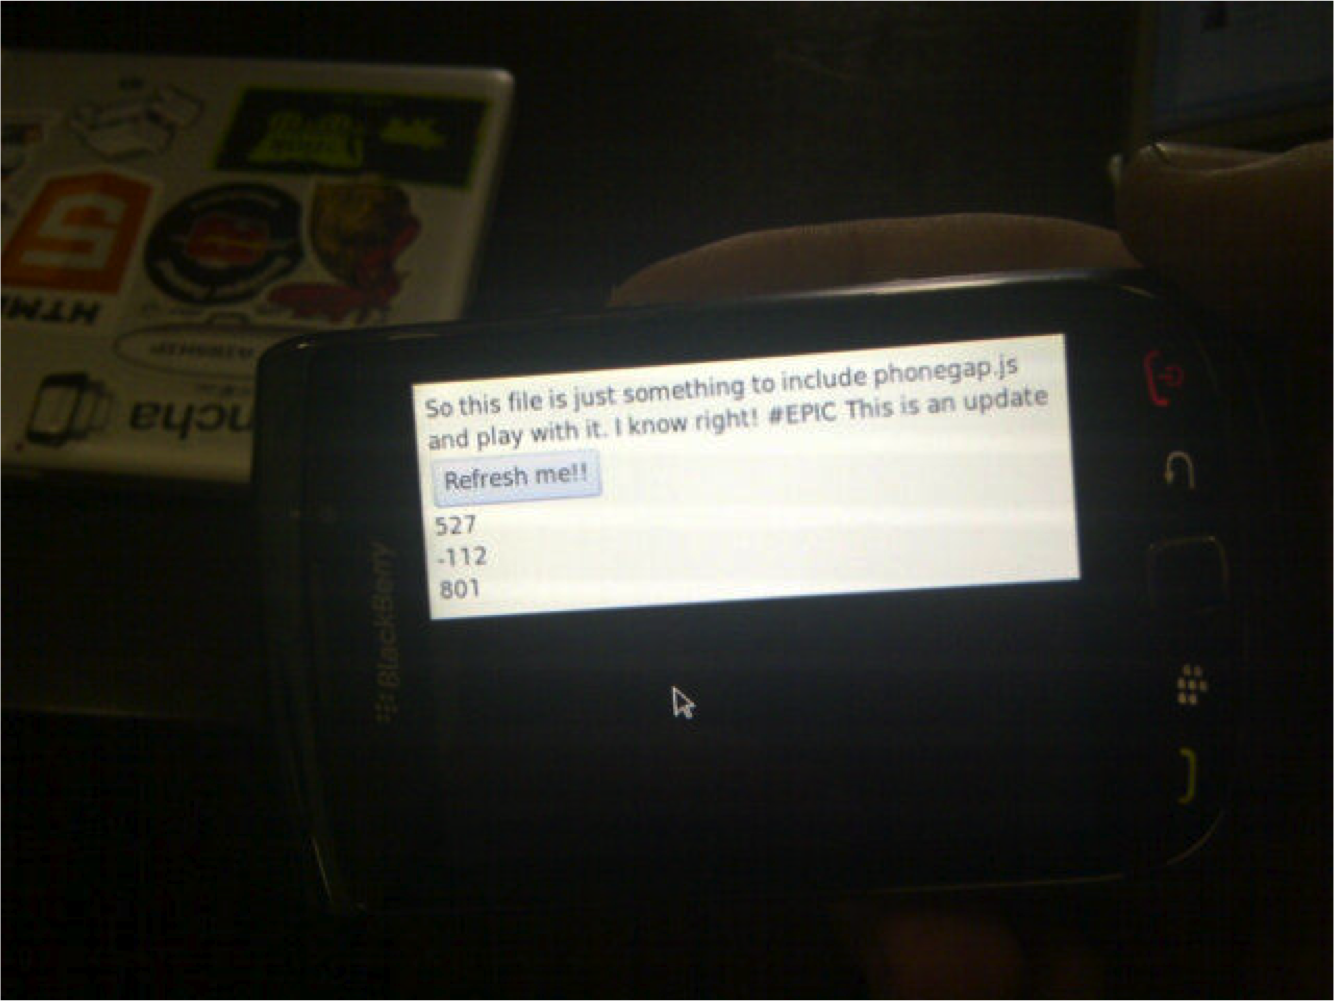 So this file is just something to include phonegap.js
and play with it. I know right! #EPIC This is an update
Refresh me!!
527
-112
801
BlackBerry
HTML
5
ncha